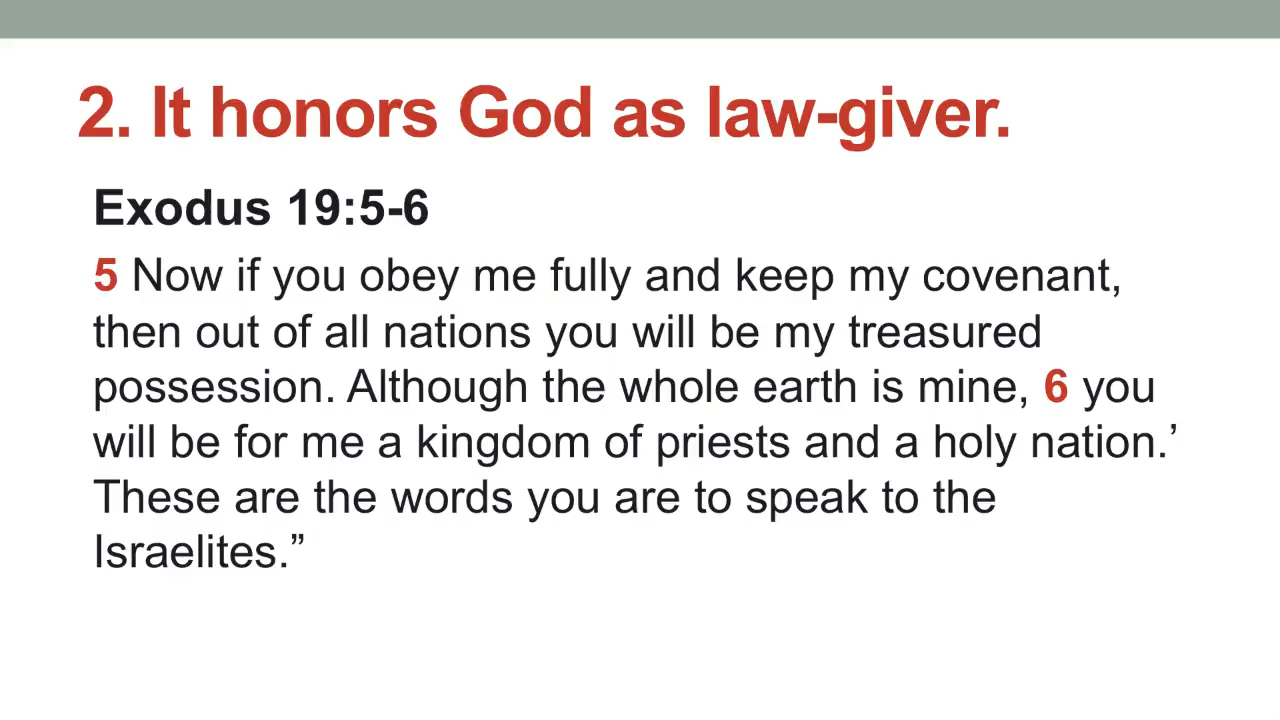 2. It honors God as law-giver.
Exodus 19:5-6
5 Now if you obey me fully and keep my covenant,
then out of all nations you will be my treasured
possession. Although the whole earth is mine, 6 you
will be for me a kingdom of priests and a holy nation.’
These are the words you are to speak to the
Israelites.”